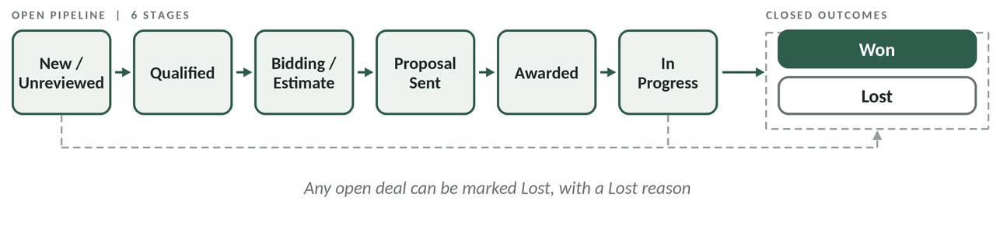 OPEN PIPELINE | 6 STAGES
CLOSED OUTCOMES
New /
Unreviewed
Qualified
Bidding /
Estimate
Proposal
Sent
Awarded
In
Progress
Won
Lost
Any open deal can be marked Lost, with a Lost reason